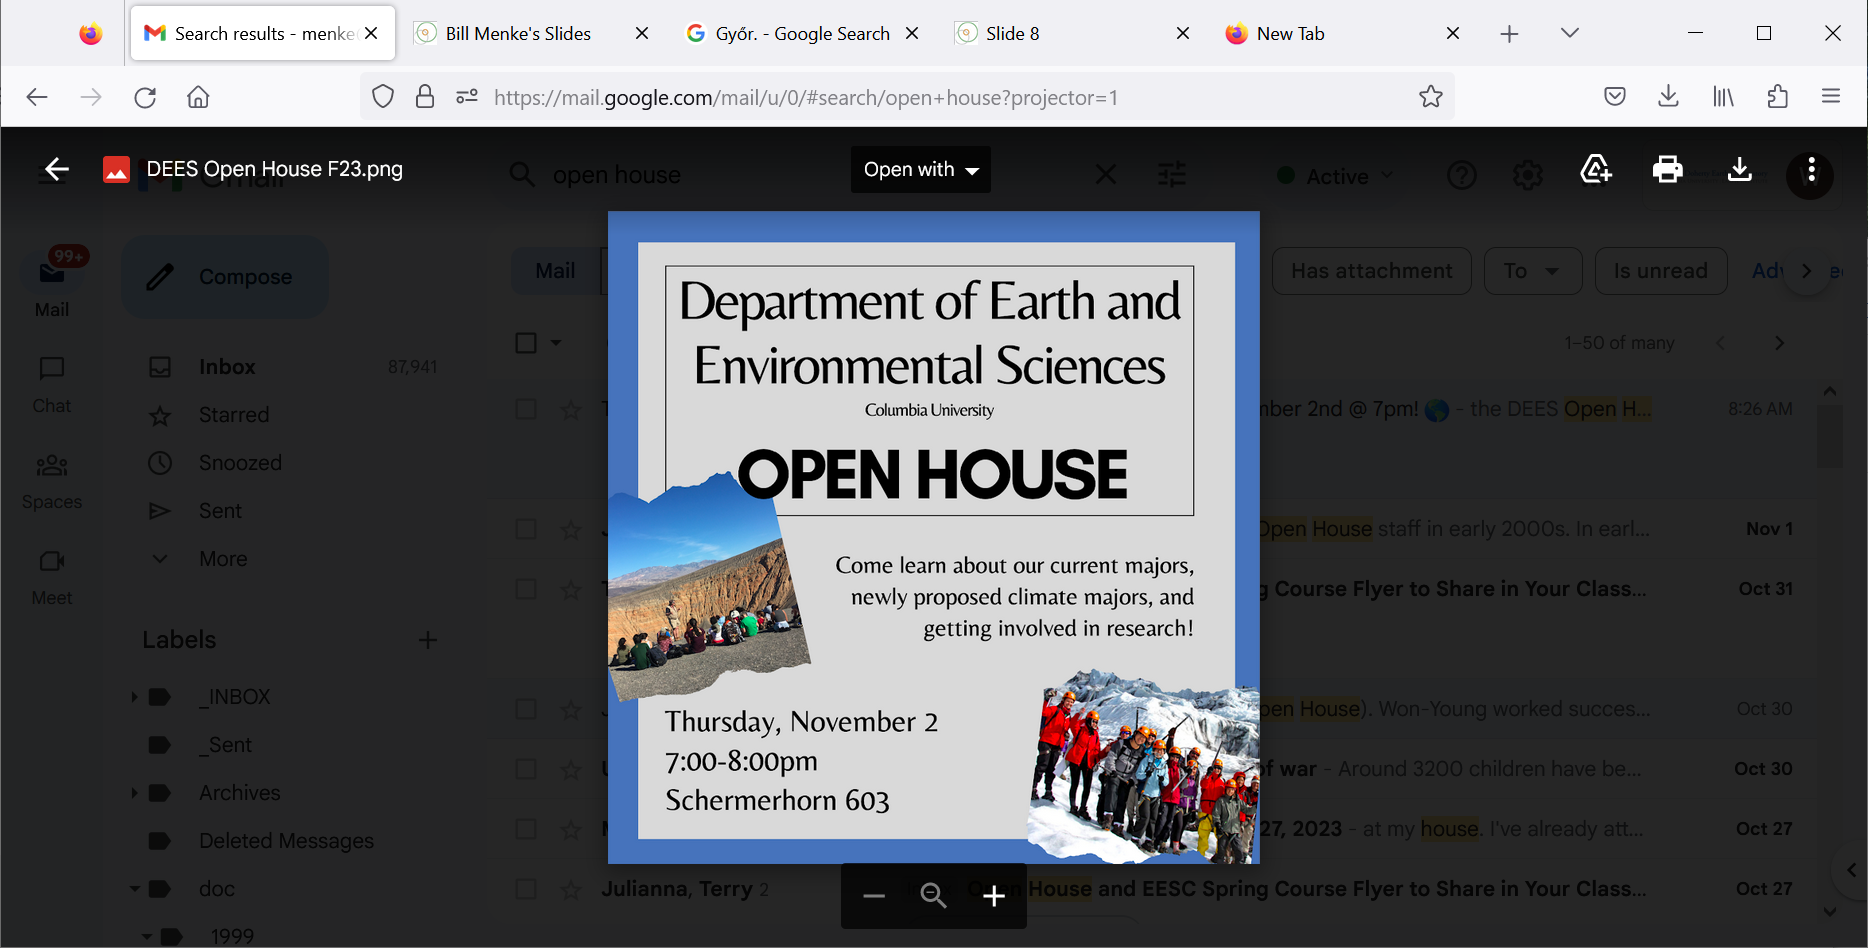 Search results - menke
Bill Menke's Slides
Győr. - Google Search
Slide 8
New Tab
https://mail.google.com/mail/u/0/#search/open+house?projector=1
DEES Open House F23.png
open house
Open with
Active
99+
Mail
Compose
Mail
Has attachment
To
Is unread
Chat
Inbox 87,941
1–50 of many
Starred
Snoozed
Spaces
Sent
More
Meet
Labels
_INBOX
_Sent
Archives
Deleted Messages
doc
1999
Department of Earth and
Environmental Sciences
Columbia University
OPEN HOUSE
Come learn about our current majors,
newly proposed climate majors, and
getting involved in research!
Thursday, November 2
7:00-8:00pm
Schermerhorn 603
2nd @ 7pm! - the DEES Open H... 8:26 AM
Open House staff in early 2000s. In earl... Nov 1
Course Flyer to Share in Your Class... Oct 31
House). Won-Young worked succes... Oct 30
of war - Around 3200 children have be... Oct 30
27, 2023 - at my house. I've already att... Oct 27
Julianna, Terry 2 Open House and EESC Spring Course Flyer to Share in Your Class... Oct 27